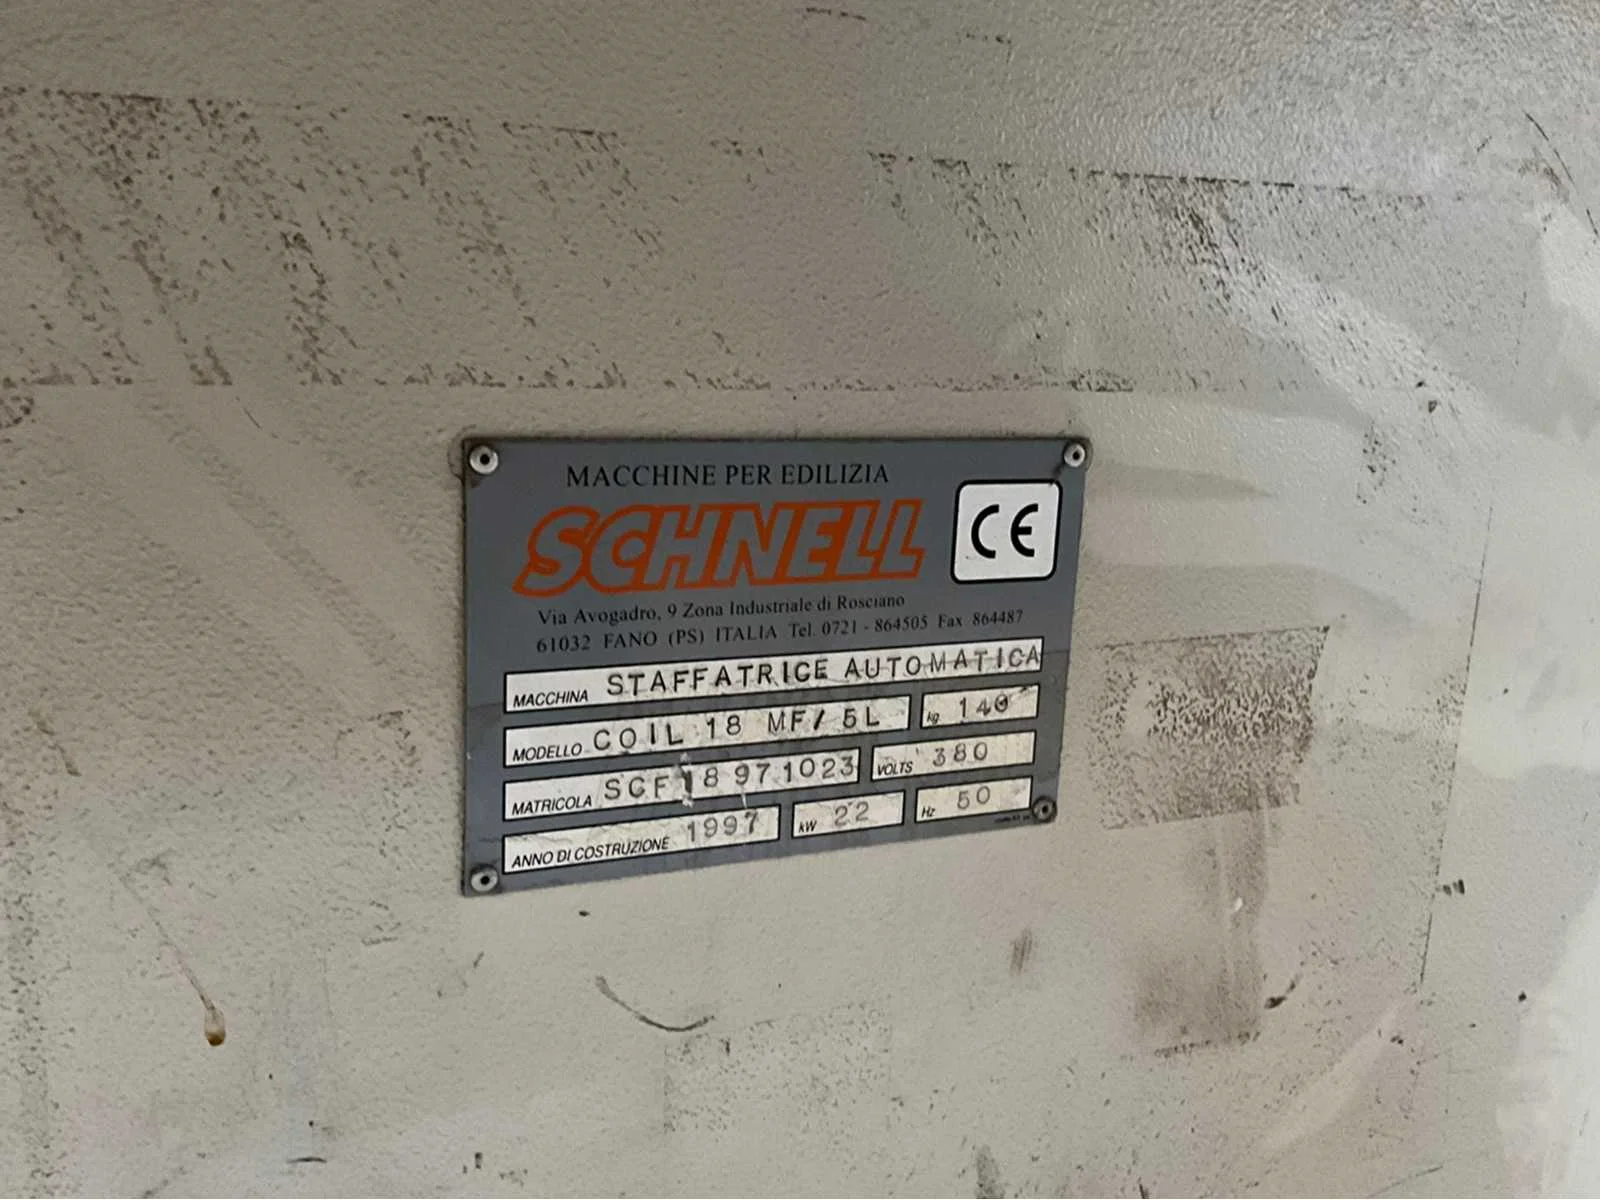 MACCHINE PER EDILIZIA
SCHNELL
CE
Via Avogadro, 9 Zona Industriale di Rosciano
61032 FANO (PS) ITALIA Tel. 0721 - 864505 Fax 864487
MACCHINA STAFFATRICE AUTOMATICA
MODELLO COIL 18 MF/5L kg 140
MATRICOLA SCF18971023 VOLTS 380
ANNO DI COSTRUZIONE 1997 kW 22 Hz 50